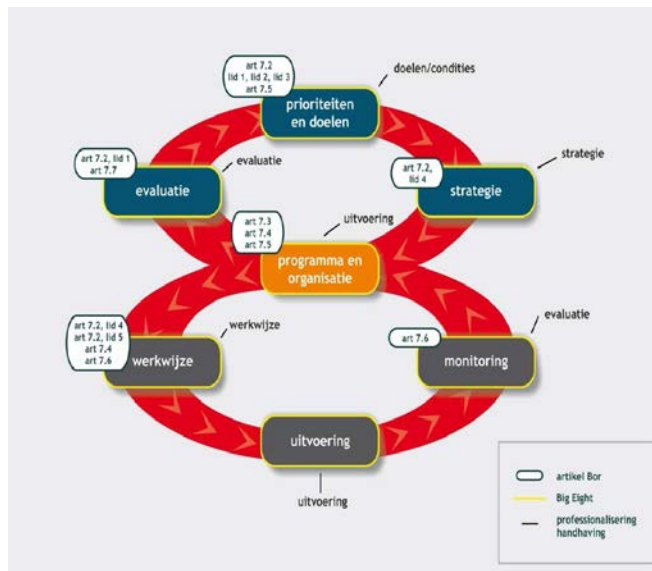 art 7.2
lid 1, lid 2, lid 3
art 7.5
doelen/condities
prioriteiten
en doelen
art 7.2, lid 1
art 7.7
evaluatie
evaluatie
art 7.2,
lid 4
strategie
strategie
art 7.3
art 7.4
art 7.5
uitvoering
programma en
organisatie
art 7.2, lid 4
art 7.2, lid 5
art 7.4
art 7.6
werkwijze
werkwijze
art 7.6
evaluatie
monitoring
uitvoering
uitvoering
artikel Bor
Big Eight
professionalisering
handhaving